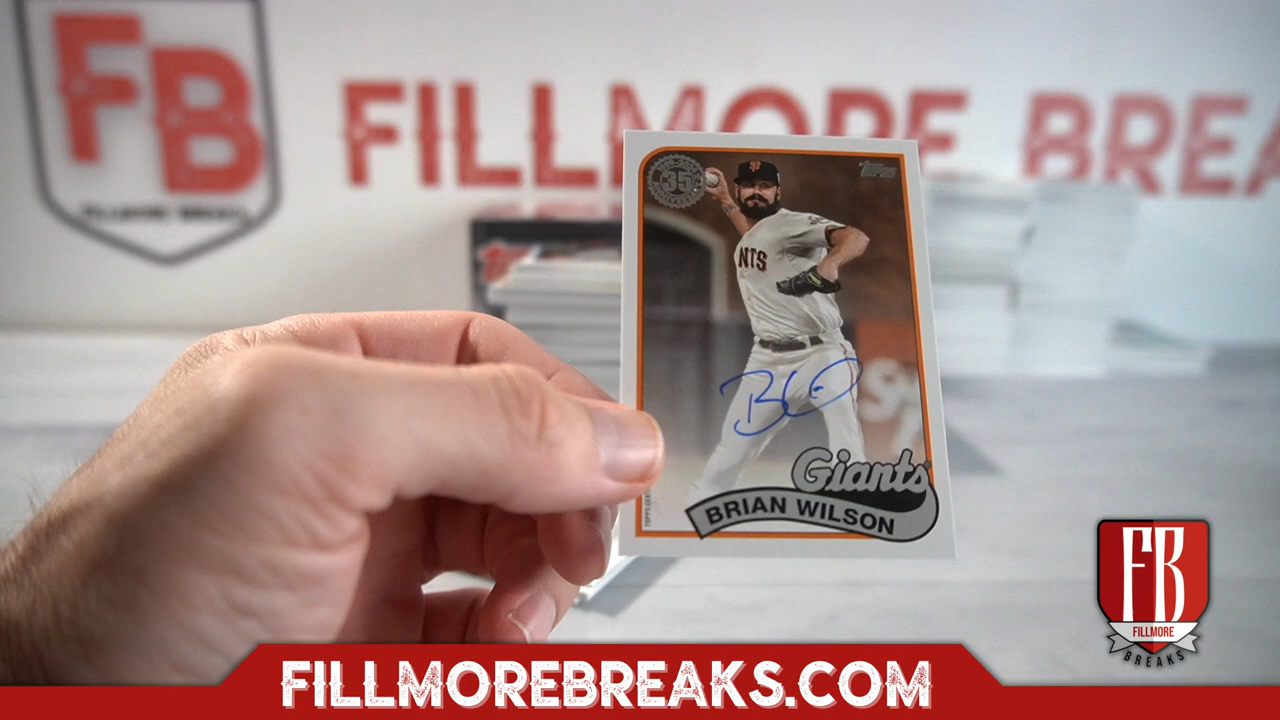 FB
FILLMORE BREA
FILLMORE BREAKS
35
Topps
NTS
Giants
BRIAN WILSON
FB
FILLMORE
BREAKS
FILLMOREBREAKS.COM